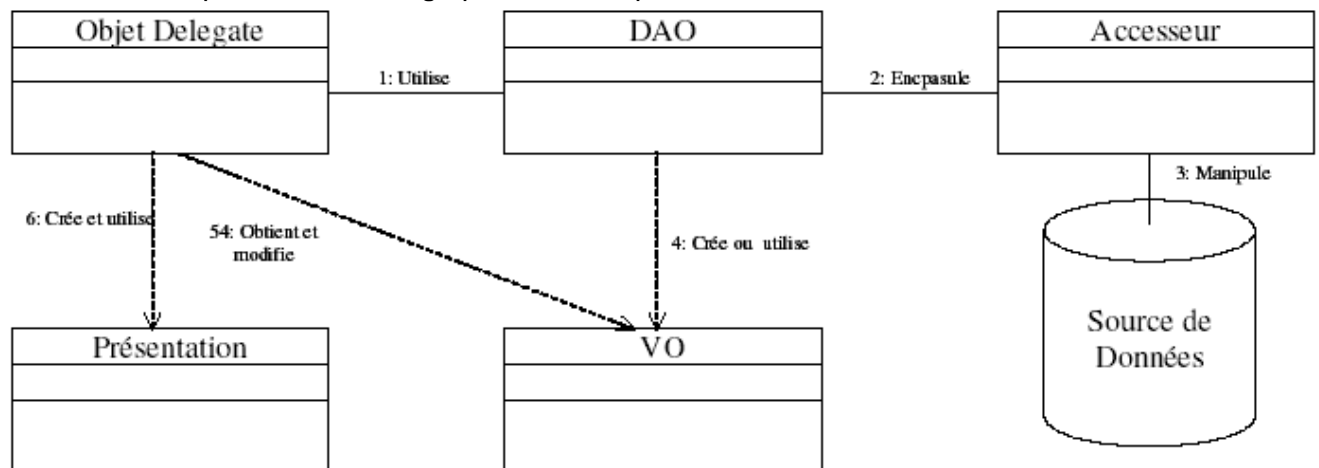 Objet Delegate
DAO
Accesseur
1: Utilise
2: Encpasule
3: Manipule
6: Crée et utilise
54: Obtient et
modifie
4: Crée ou utilise
Source de
Données
Présentation
VO